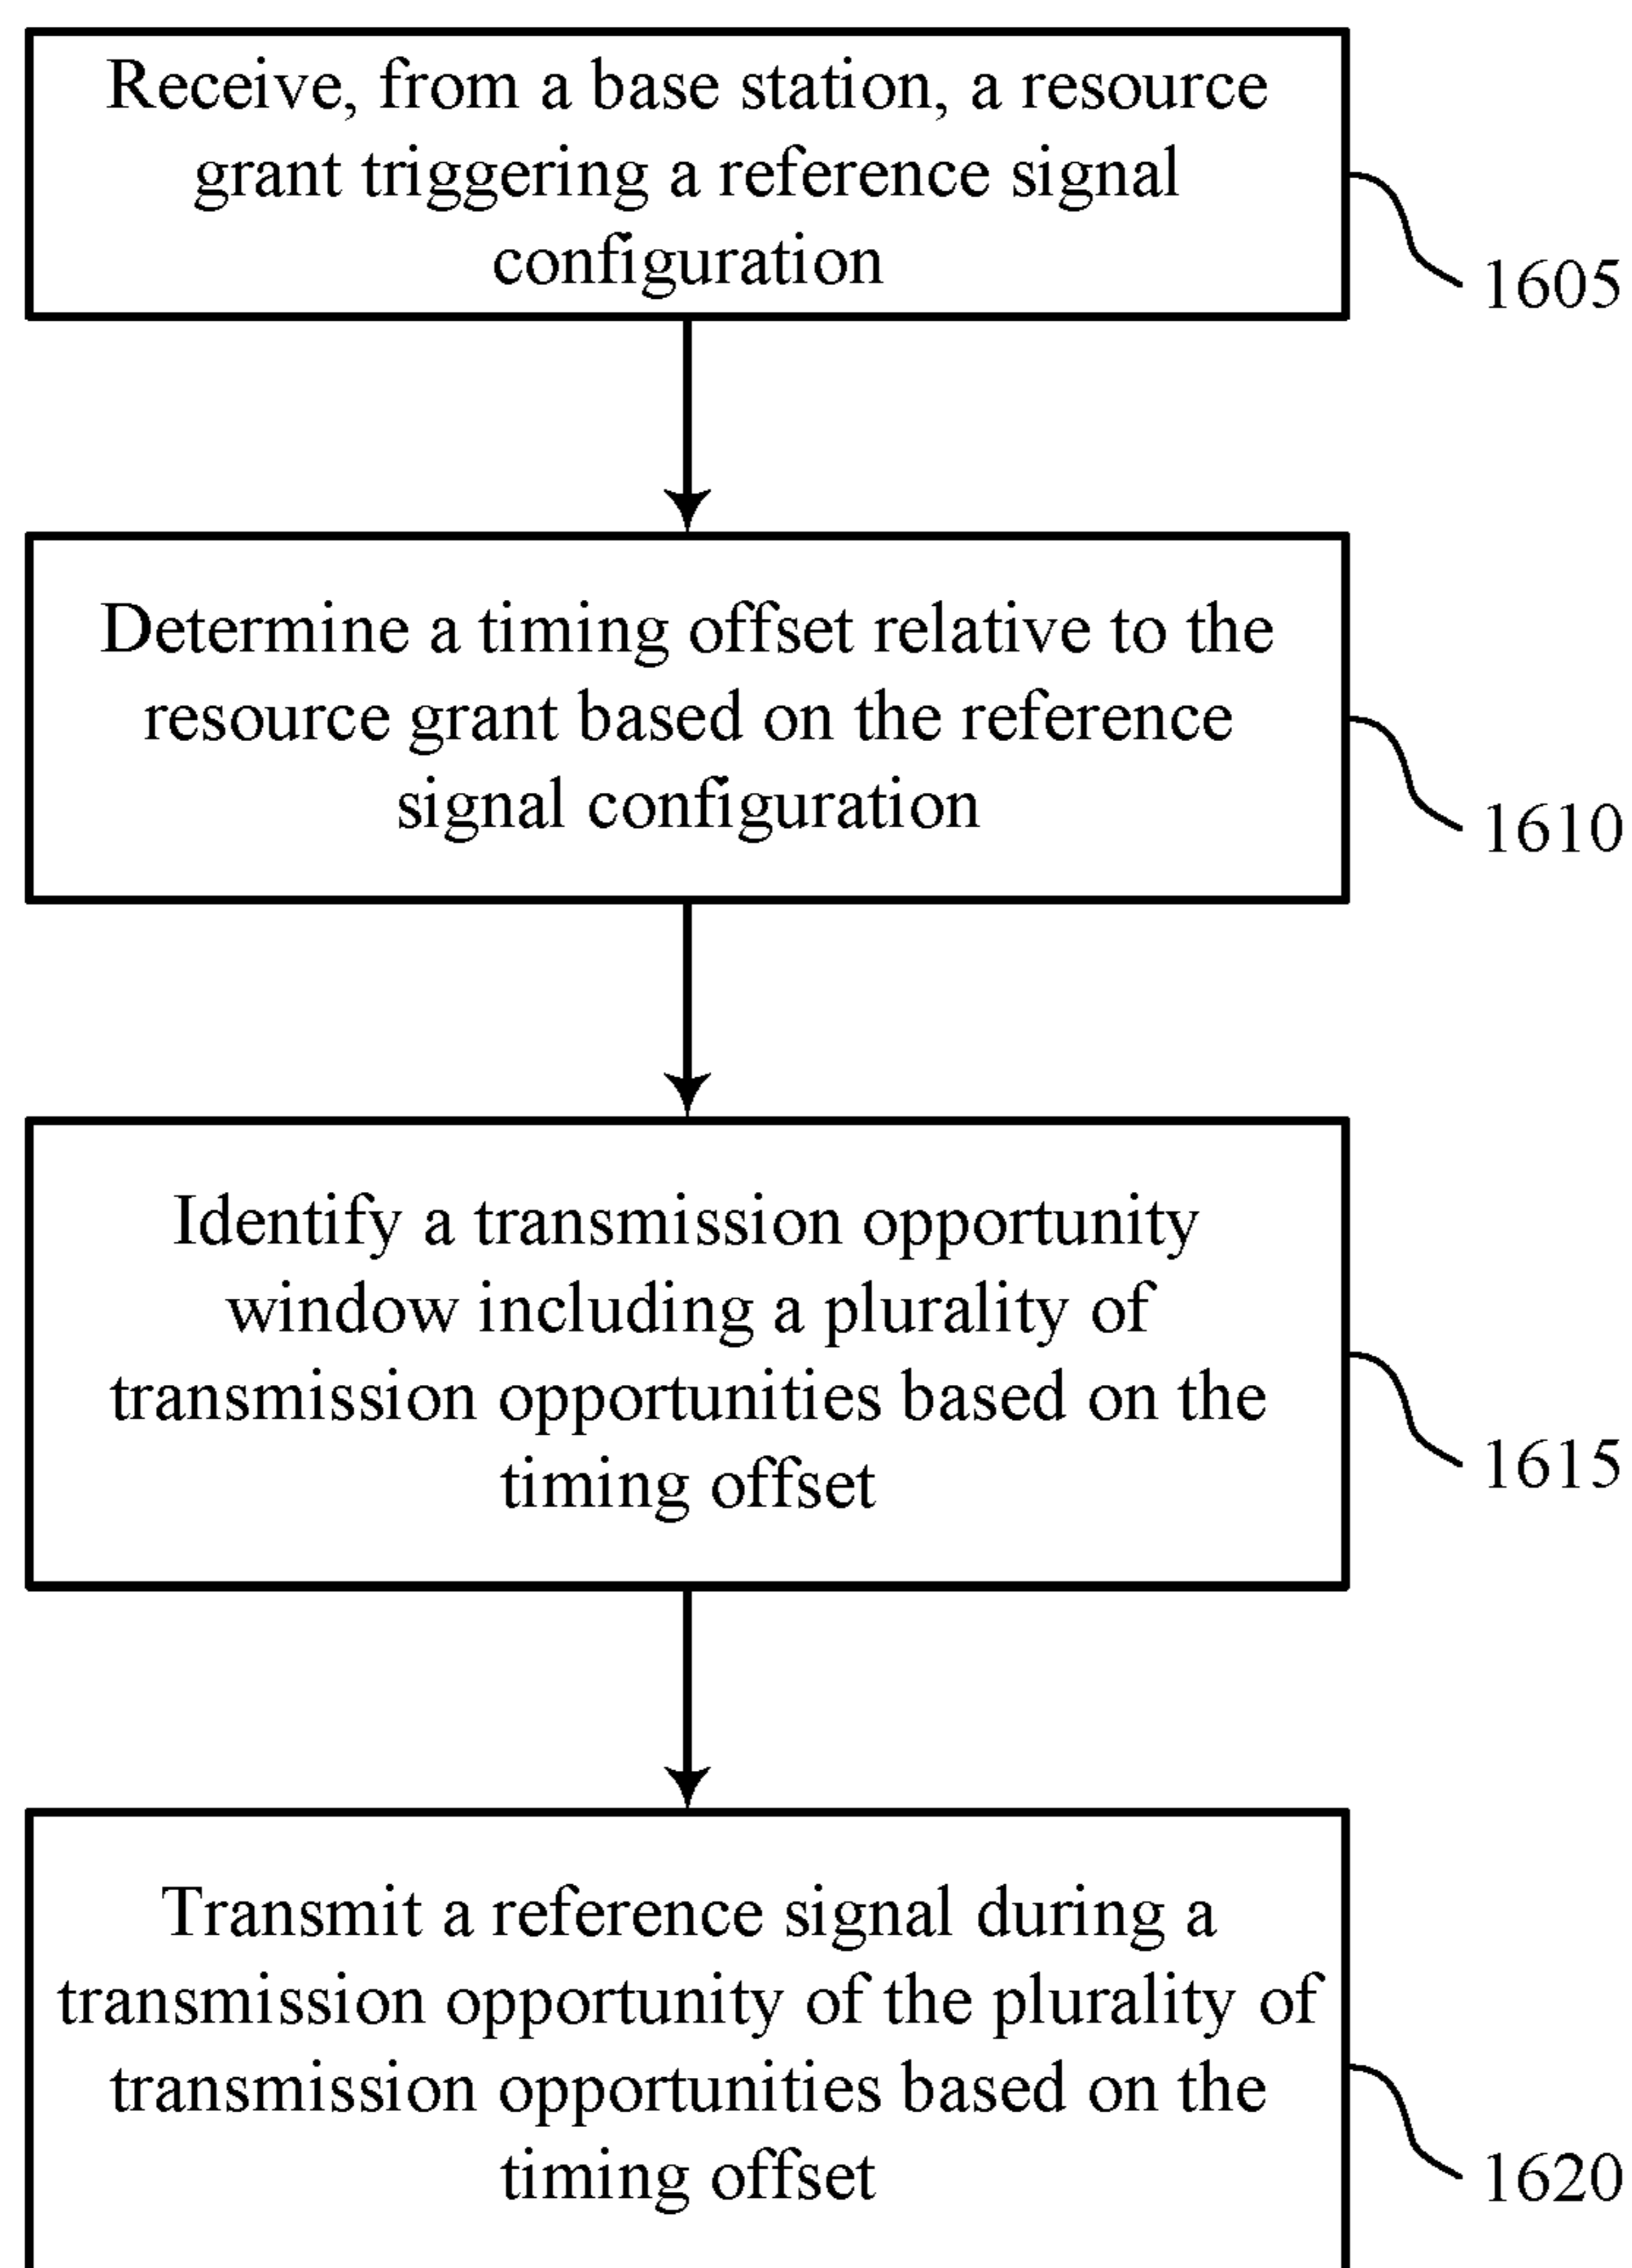 Receive, from a base station, a resource
grant triggering a reference signal
configuration
1605
Determine a timing offset relative to the
resource grant based on the reference
signal configuration
1610
Identify a transmission opportunity
window including a plurality of
transmission opportunities based on the
timing offset
1615
Transmit a reference signal during a
transmission opportunity of the plurality of
transmission opportunities based on the
timing offset
1620